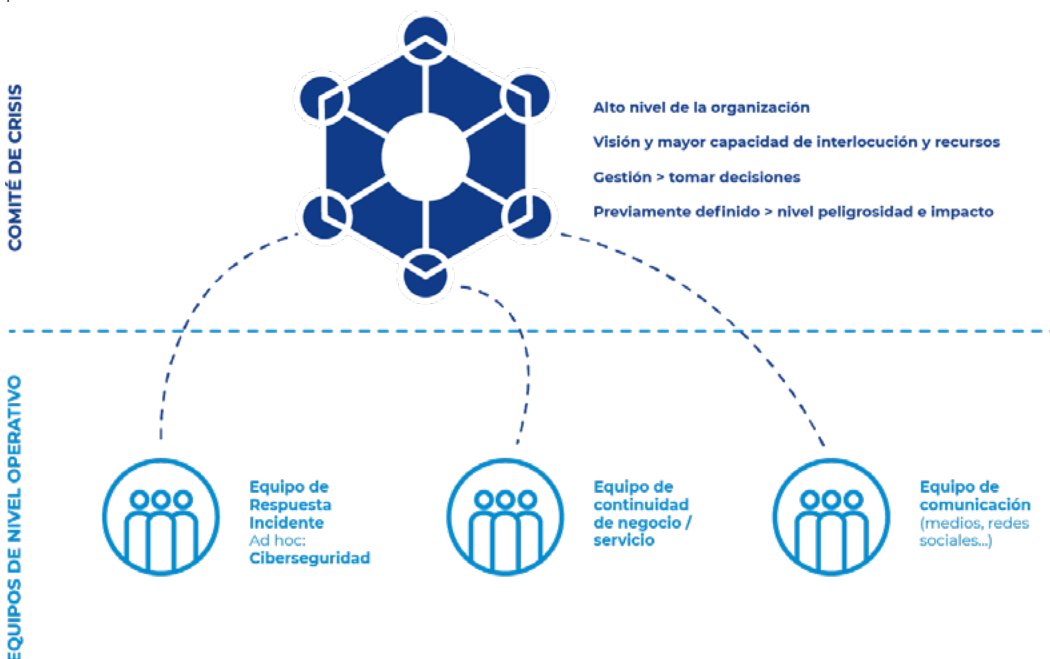 COMITÉ DE CRISIS
Alto nivel de la organización
Visión y mayor capacidad de interlocución y recursos
Gestión > tomar decisiones
Previamente definido > nivel peligrosidad e impacto
EQUIPOS DE NIVEL OPERATIVO
Equipo de
Respuesta
Incidente
Ad hoc:
Ciberseguridad
Equipo de
continuidad
de negocio /
servicio
Equipo de
comunicación
(medios, redes
sociales...)